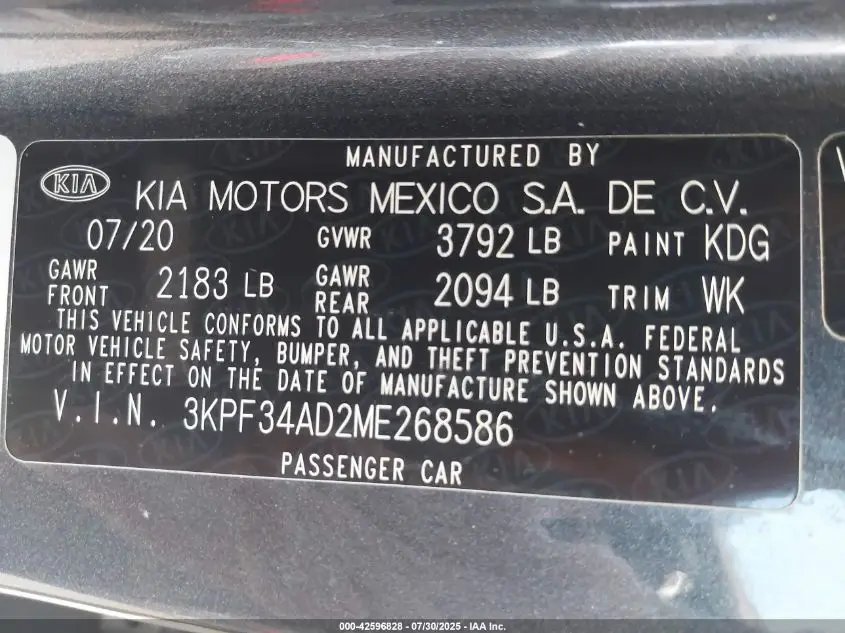 MANUFACTURED BY
KIA KIA MOTORS MEXICO S.A. DE C.V.
07/20 GVWR 3792 LB PAINT KDG
GAWR FRONT 2183 LB GAWR REAR 2094 LB TRIM WK
THIS VEHICLE CONFORMS TO ALL APPLICABLE U.S.A. FEDERAL
MOTOR VEHICLE SAFETY, BUMPER, AND THEFT PREVENTION STANDARDS
IN EFFECT ON THE DATE OF MANUFACTURE SHOWN ABOVE.
V.I.N. 3KPF34AD2ME268586
PASSENGER CAR
000-42596828 - 07/30/2025 - IAA Inc.